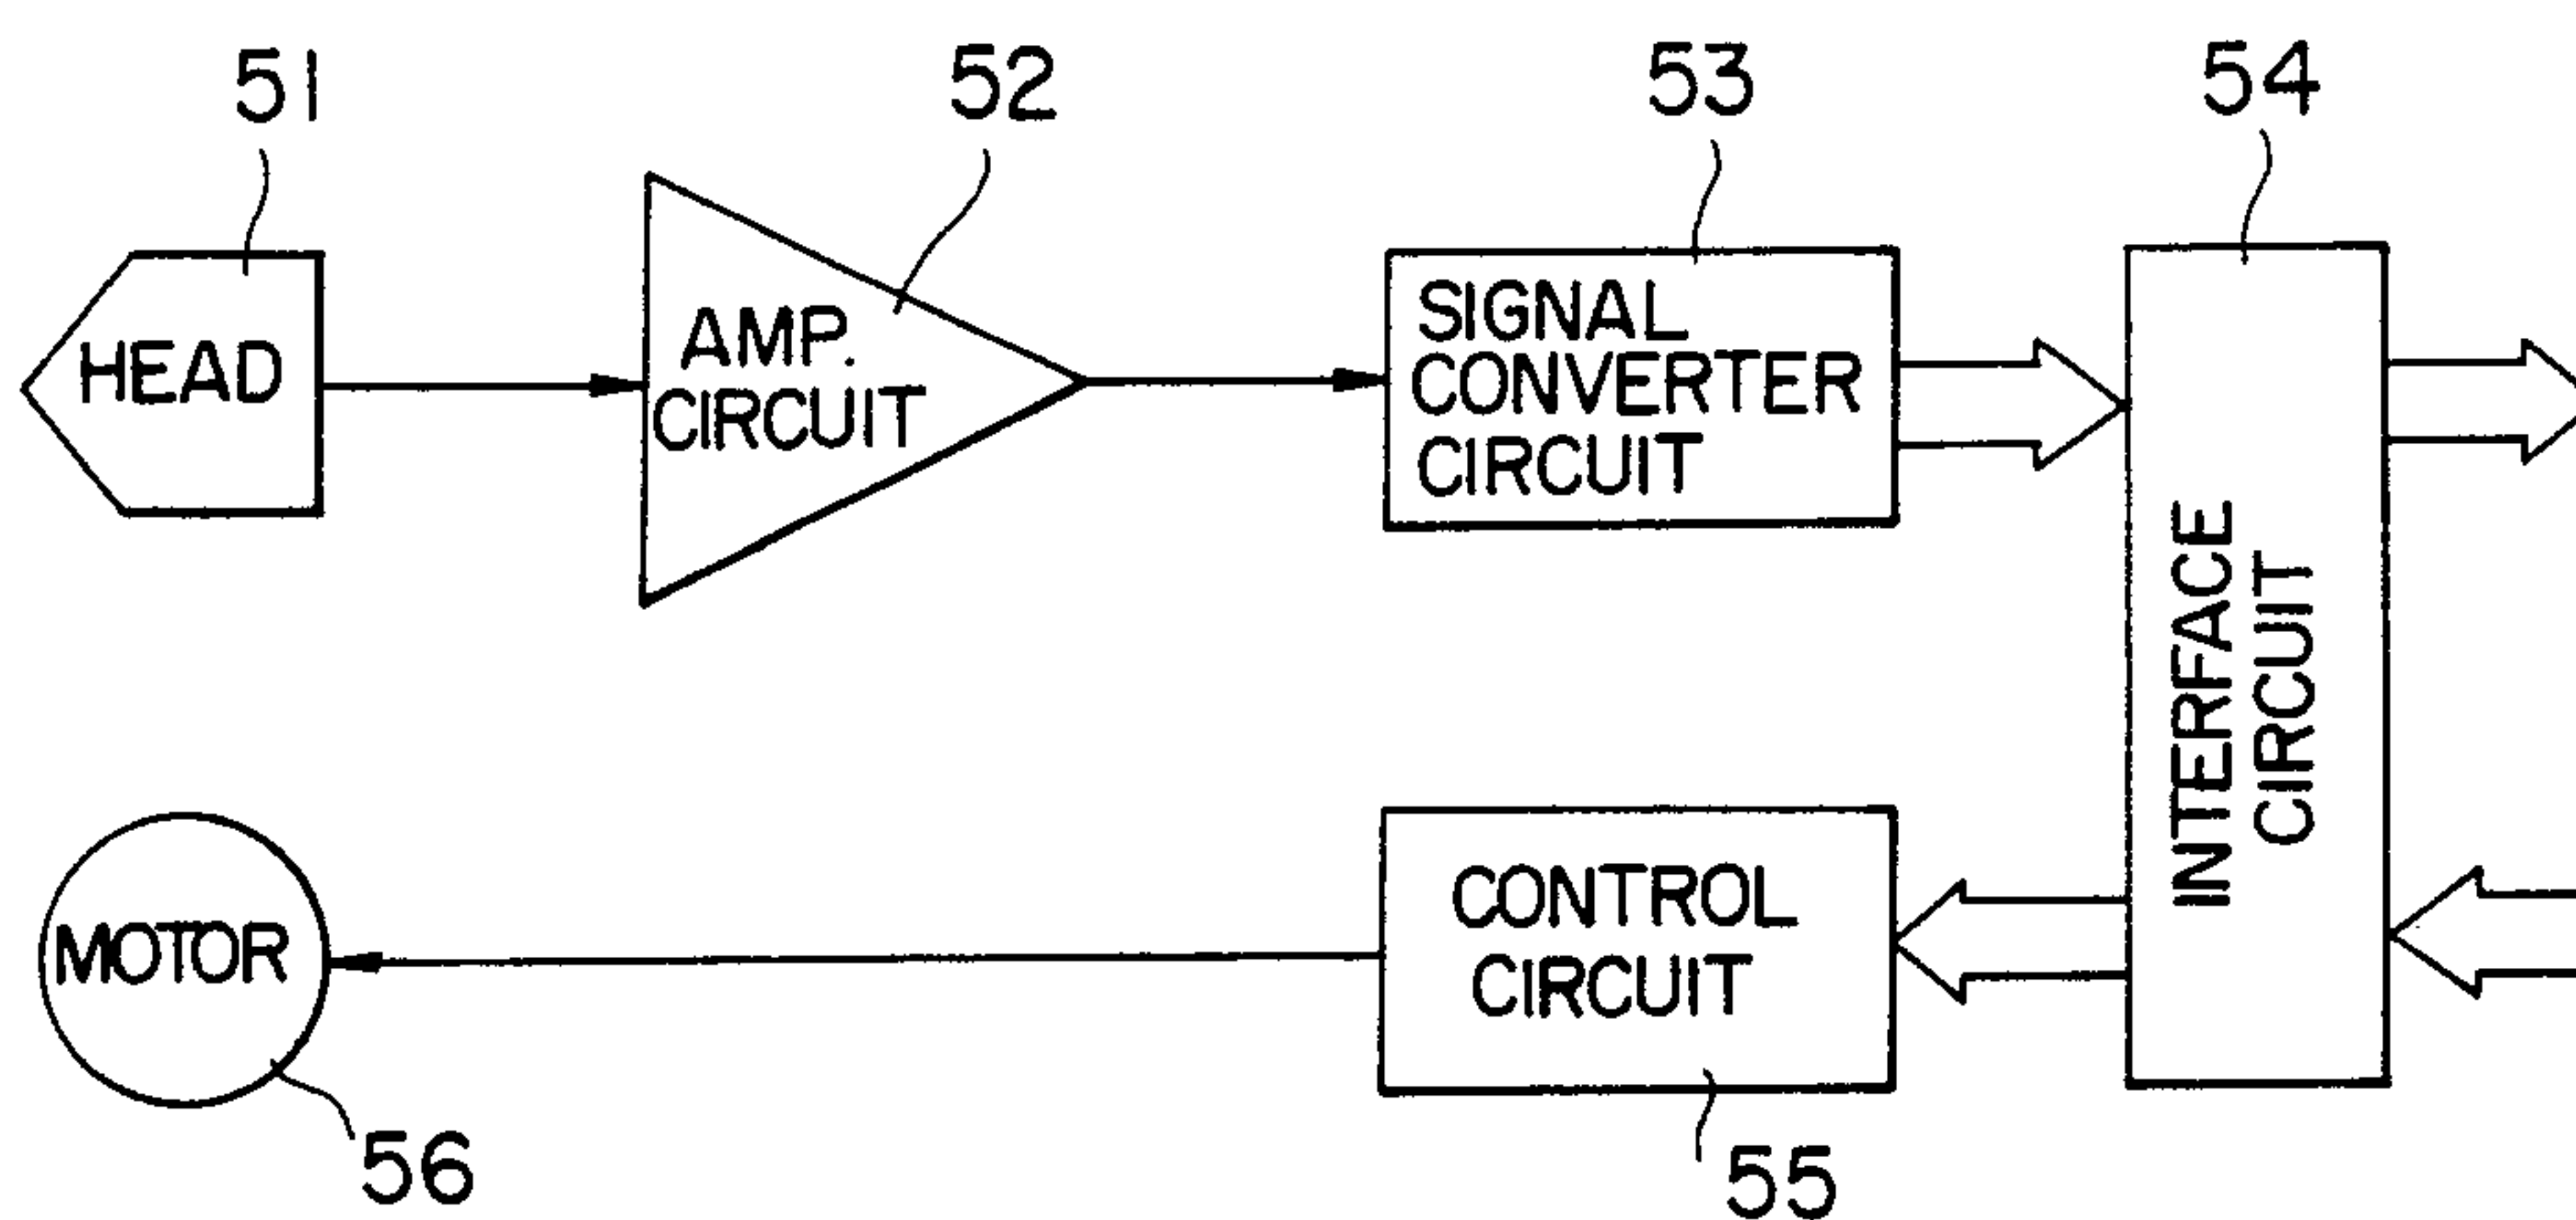 51
52
53
54
HEAD
AMP.
CIRCUIT
SIGNAL
CONVERTER
CIRCUIT
INTERFACE
CIRCUIT
MOTOR
CONTROL
CIRCUIT
56
55